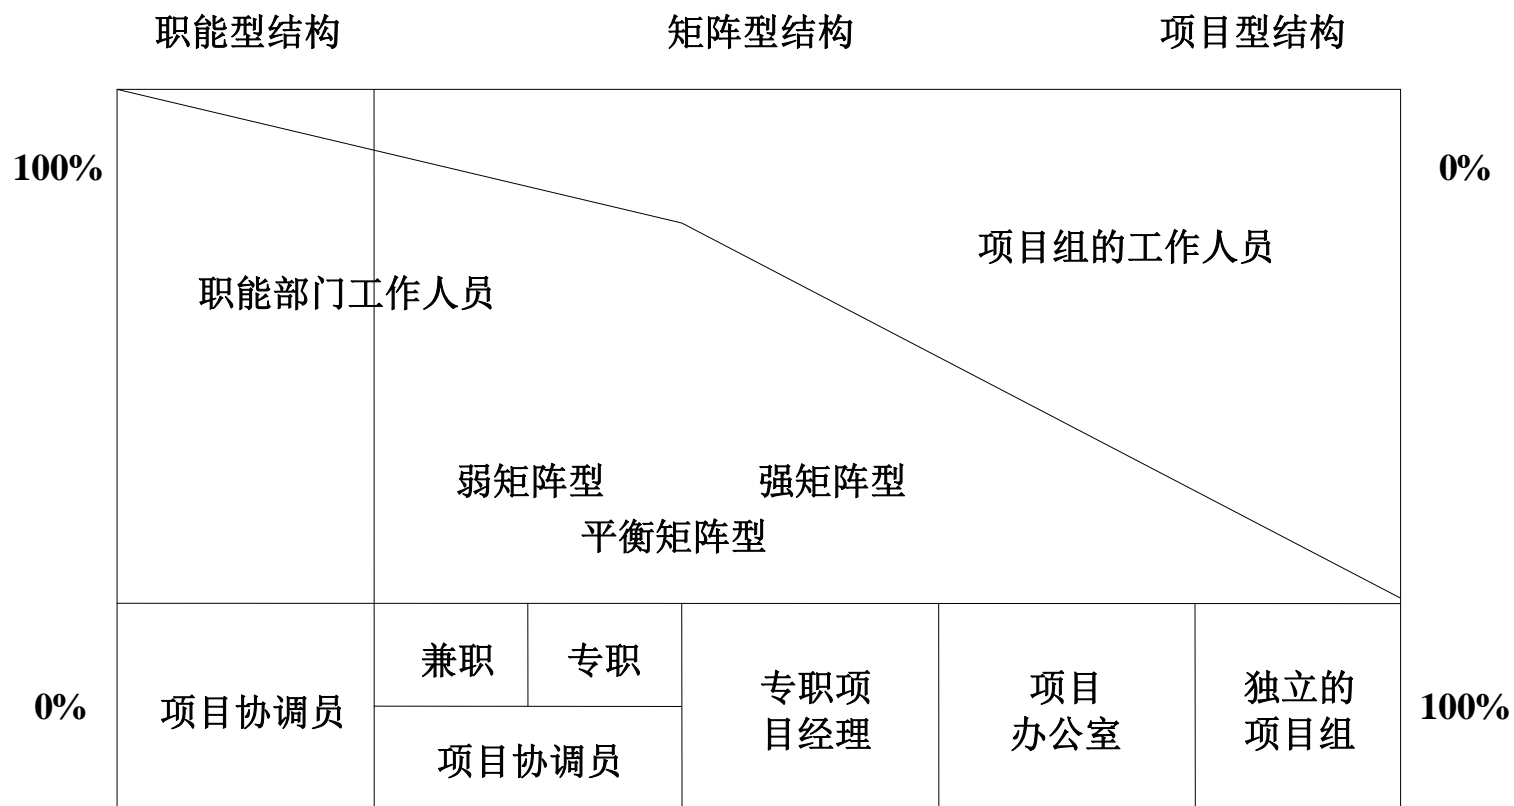 职能型结构
矩阵型结构
项目型结构
100%
0%
项目组的工作人员
职能部门工作人员
弱矩阵型
强矩阵型
平衡矩阵型
兼职
专职
项目协调员
项目协调员
专职项
目经理
项目
办公室
独立的
项目组
0%
100%